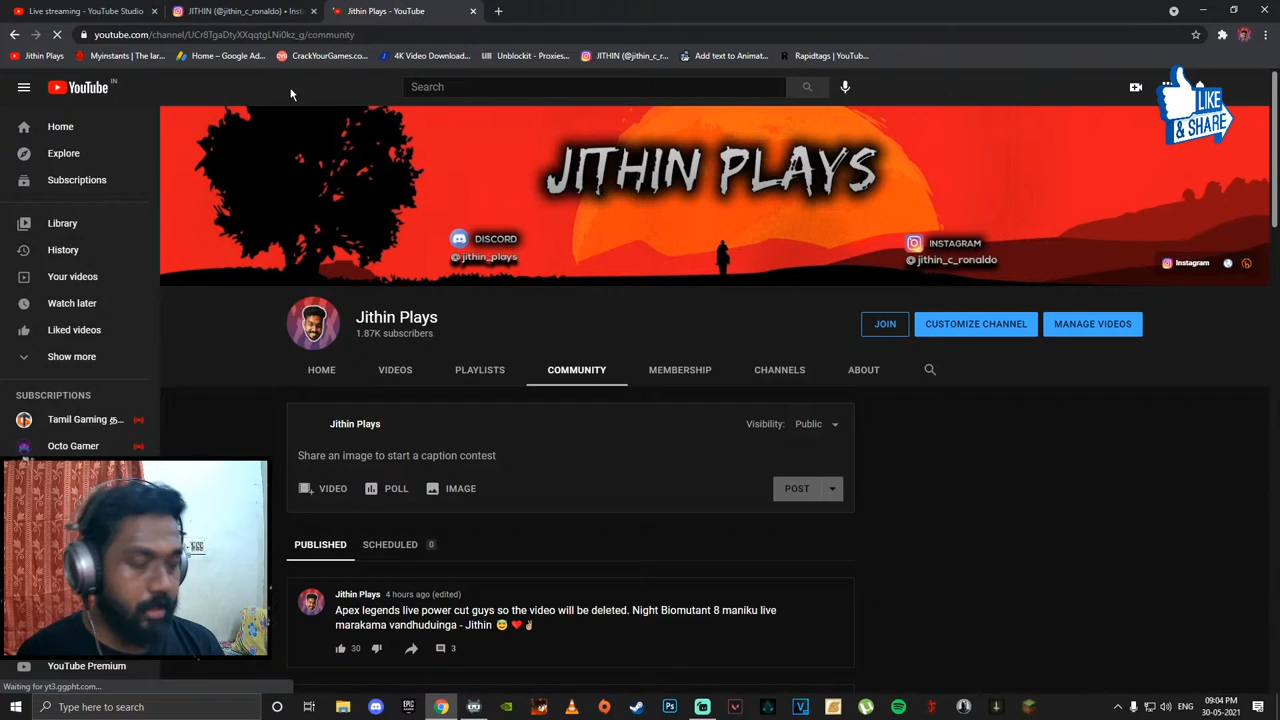 Live streaming - YouTube Studio
JITHIN (@jithin_c_ronaldo) • Inst
Jithin Plays - YouTube
youtube.com/channel/UCr8TgaDtyXXqqtgLNi0kz_g/community
Jithin Plays
Myinstants | The lar...
Home – Google Ad...
CrackYourGames.co...
4K Video Download...
Unblockit - Proxies...
JITHIN (@jithin_c_r...
Add text to Animat...
Rapidtags | YouTub...
YouTube IN
Search
LIKE
& SHARE
Home
Explore
Subscriptions
Library
History
Your videos
Watch later
Liked videos
Show more
SUBSCRIPTIONS
Tamil Gaming த...
Octo Gamer
YouTube Premium
JITHIN PLAYS
DISCORD
@jithin_plays
INSTAGRAM
@jithin_c_ronaldo
Instagram
Jithin Plays
1.87K subscribers
JOIN
CUSTOMIZE CHANNEL
MANAGE VIDEOS
HOME
VIDEOS
PLAYLISTS
COMMUNITY
MEMBERSHIP
CHANNELS
ABOUT
Jithin Plays
Visibility: Public
Share an image to start a caption contest
VIDEO
POLL
IMAGE
POST
PUBLISHED
SCHEDULED 0
Jithin Plays 4 hours ago (edited)
Apex legends live power cut guys so the video will be deleted. Night Biomutant 8 maniku live
marakama vandhuduinga - Jithin 😅❤️✌🏽
30
3
Waiting for yt3.ggpht.com...
Type here to search
EPIC
Ps
V
ENG
09:04 PM
30-05-2021